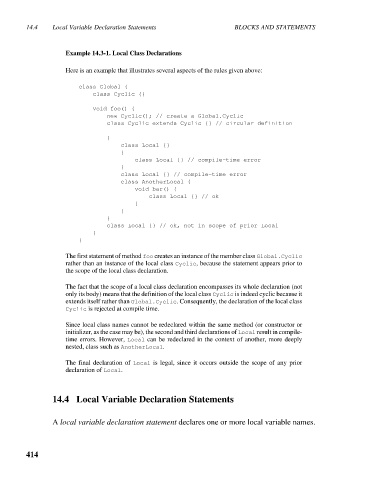 14.4 Local Variable Declaration Statements BLOCKS AND STATEMENTS
Example 14.3-1. Local Class Declarations
Here is an example that illustrates several aspects of the rules given above:
class Global {
class Cyclic {}
void foo() {
new Cyclic(); // create a Global.Cyclic
class Cyclic extends Cyclic {} // circular definition
{
class Local {}
{
class Local {} // compile-time error
}
class Local {} // compile-time error
class AnotherLocal {
void bar() {
class Local {} // ok
}
}
}
class Local {} // ok, not in scope of prior Local
}
}
The first statement of method foo creates an instance of the member class Global.Cyclic
rather than an instance of the local class Cyclic, because the statement appears prior to
the scope of the local class declaration.
The fact that the scope of a local class declaration encompasses its whole declaration (not
only its body) means that the definition of the local class Cyclic is indeed cyclic because it
extends itself rather than Global.Cyclic. Consequently, the declaration of the local class
Cyclic is rejected at compile time.
Since local class names cannot be redeclared within the same method (or constructor or
initializer, as the case may be), the second and third declarations of Local result in compile-
time errors. However, Local can be redeclared in the context of another, more deeply
nested, class such as AnotherLocal.
The final declaration of Local is legal, since it occurs outside the scope of any prior
declaration of Local.
14.4 Local Variable Declaration Statements
A local variable declaration statement declares one or more local variable names.
414